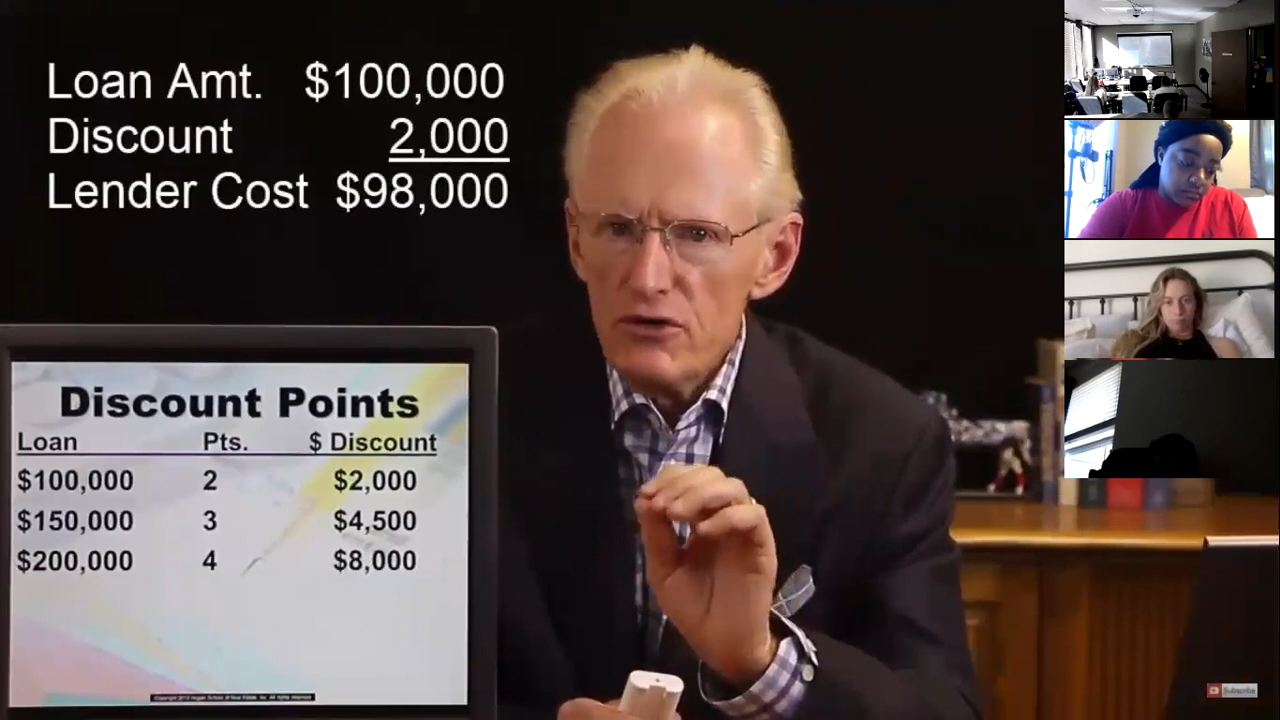 Loan Amt. $100,000
Discount 2,000
Lender Cost $98,000
Discount Points
Loan Pts. $ Discount
$100,000 2 $2,000
$150,000 3 $4,500
$200,000 4 $8,000
Subscribe